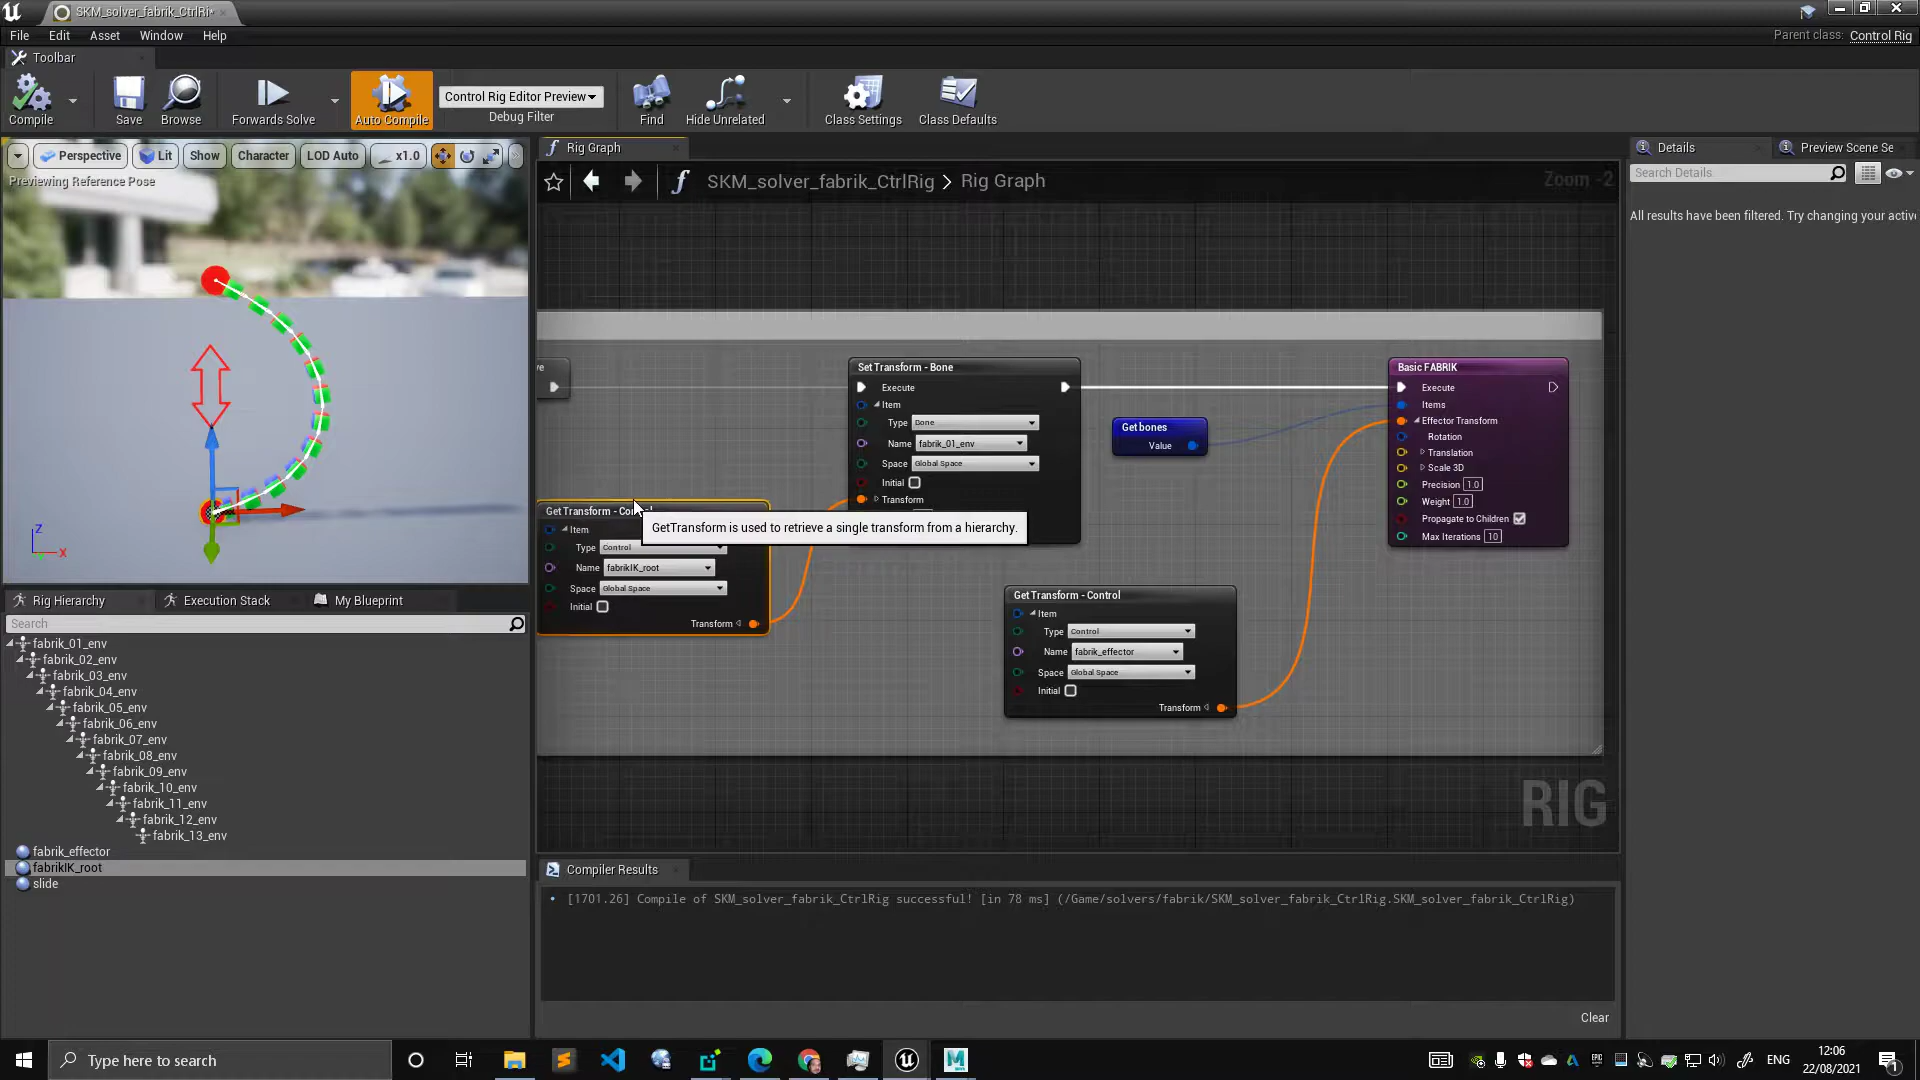 SKM_solver_fabrik_CtrlRi*
File Edit Asset Window Help
Parent class: Control Rig
Toolbar
Compile
Save
Browse
Forwards Solve
Auto Compile
Control Rig Editor Preview
Debug Filter
Find
Hide Unrelated
Class Settings
Class Defaults
Perspective Lit Show Character LOD Auto x1.0
Previewing Reference Pose
Z
X
Rig Graph
SKM_solver_fabrik_CtrlRig > Rig Graph
Zoom -2
ve
Set Transform - Bone
Execute
Item
Type Bone
Name fabrik_01_env
Space Global Space
Initial
Transform
Get bones
Value
Basic FABRIK
Execute
Items
Effector Transform
Rotation
Translation
Scale 3D
Precision 1.0
Weight 1.0
Propagate to Children
Max Iterations 10
Get Transform - Co
GetTransform is used to retrieve a single transform from a hierarchy.
Item
Type Control
Name fabrikIK_root
Space Global Space
Initial
Transform
Get Transform - Control
Item
Type Control
Name fabrik_effector
Space Global Space
Initial
Transform
RIG
Details
Preview Scene Se
Search Details
All results have been filtered. Try changing your activ
Rig Hierarchy
Execution Stack
My Blueprint
Search
fabrik_01_env
fabrik_02_env
fabrik_03_env
fabrik_04_env
fabrik_05_env
fabrik_06_env
fabrik_07_env
fabrik_08_env
fabrik_09_env
fabrik_10_env
fabrik_11_env
fabrik_12_env
fabrik_13_env
fabrik_effector
fabrikIK_root
slide
Compiler Results
[1701.26] Compile of SKM_solver_fabrik_CtrlRig successful! [in 78 ms] (/Game/solvers/fabrik/SKM_solver_fabrik_CtrlRig.SKM_solver_fabrik_CtrlRig)
Clear
Type here to search
ENG
12:06
22/08/2021